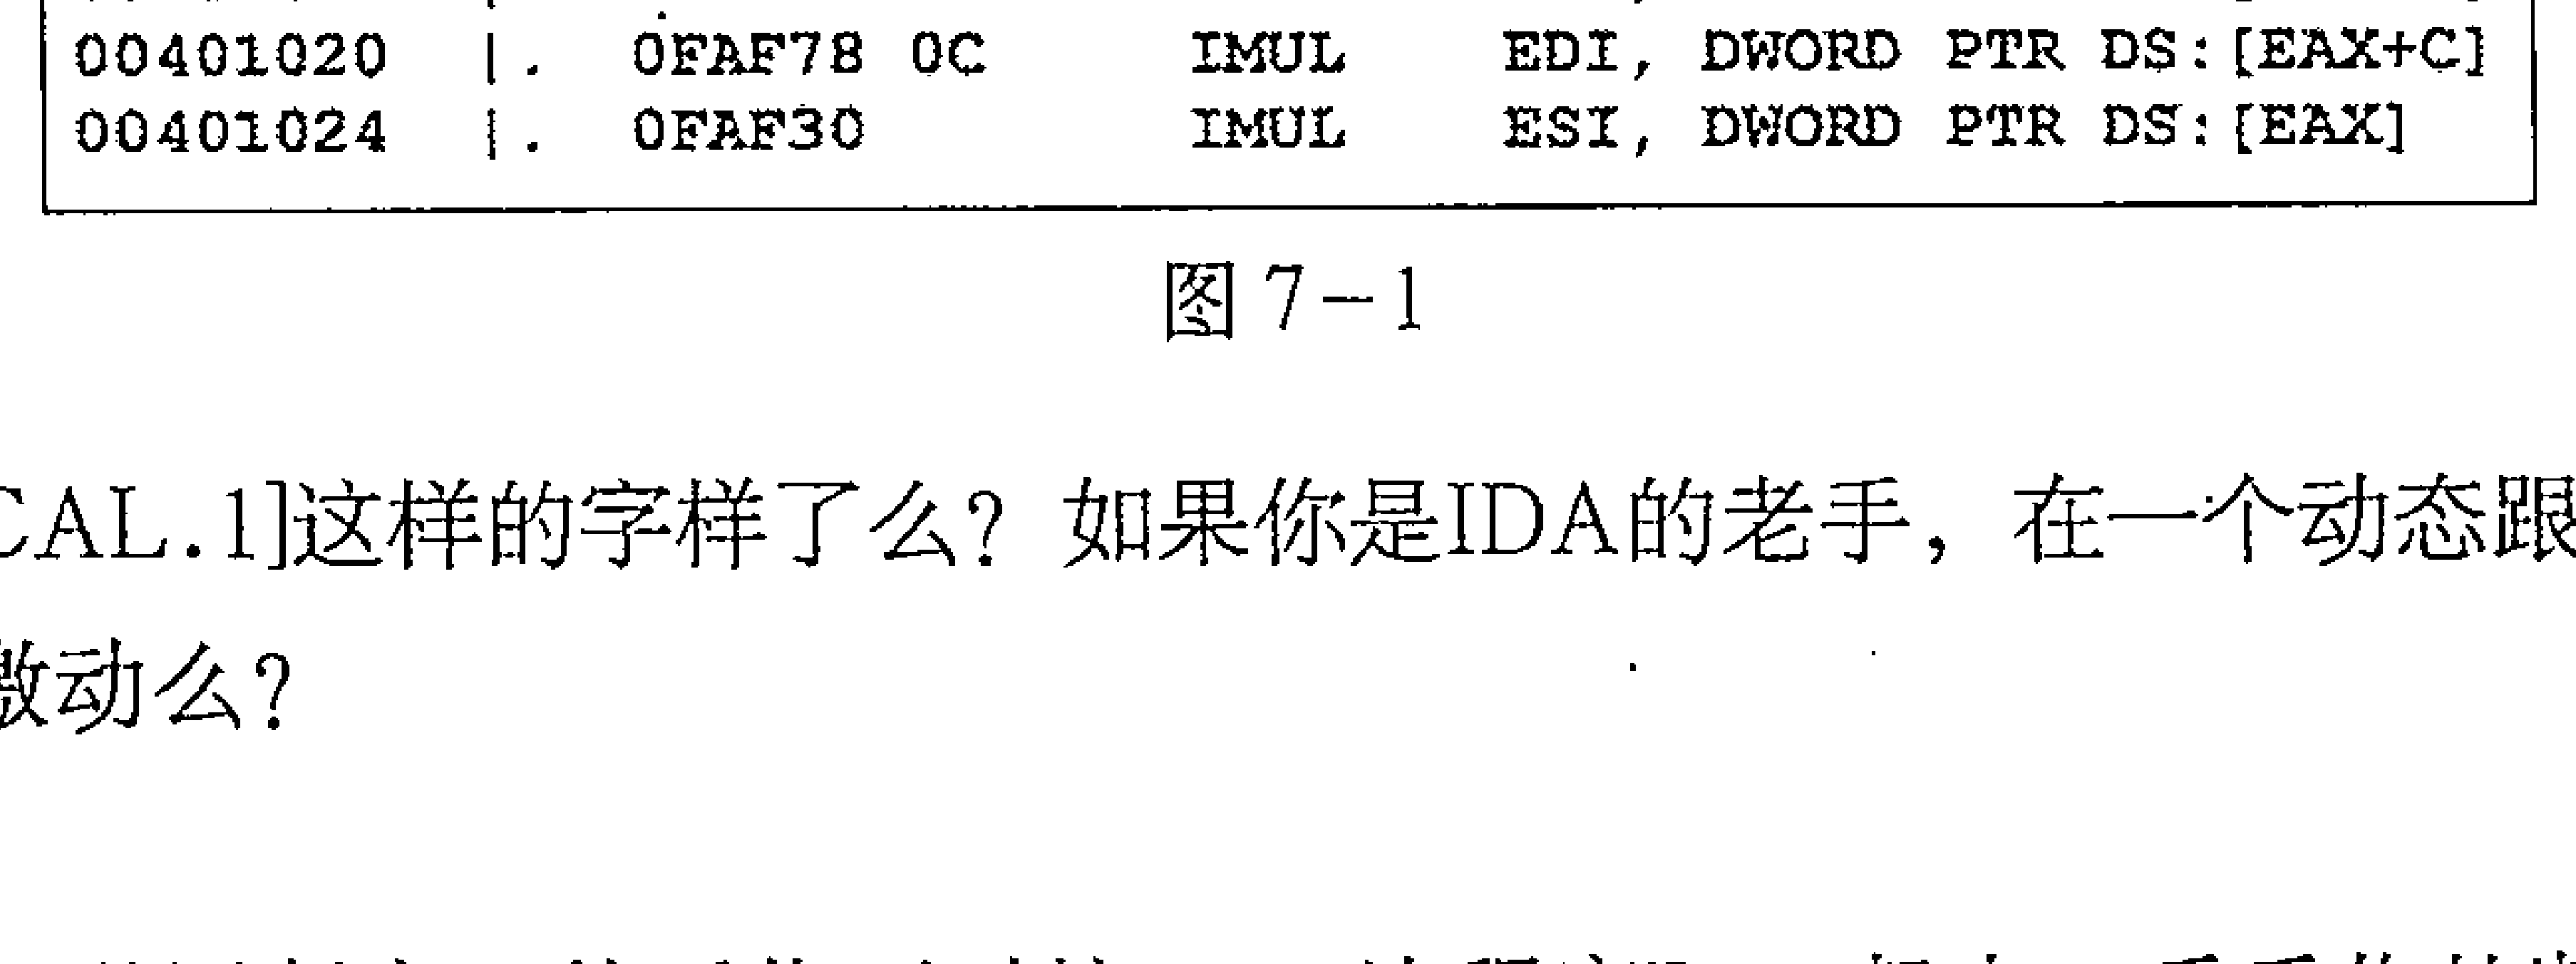 00401020 |. 0FAF78 0C IMUL EDI, DWORD PTR DS:[EAX+C]
00401024 |. 0FAF30 IMUL ESI, DWORD PTR DS:[EAX]
图 7-1
CAL.1]这样的字样了么？如果你是IDA的老手，在一个动态跟
激动么？